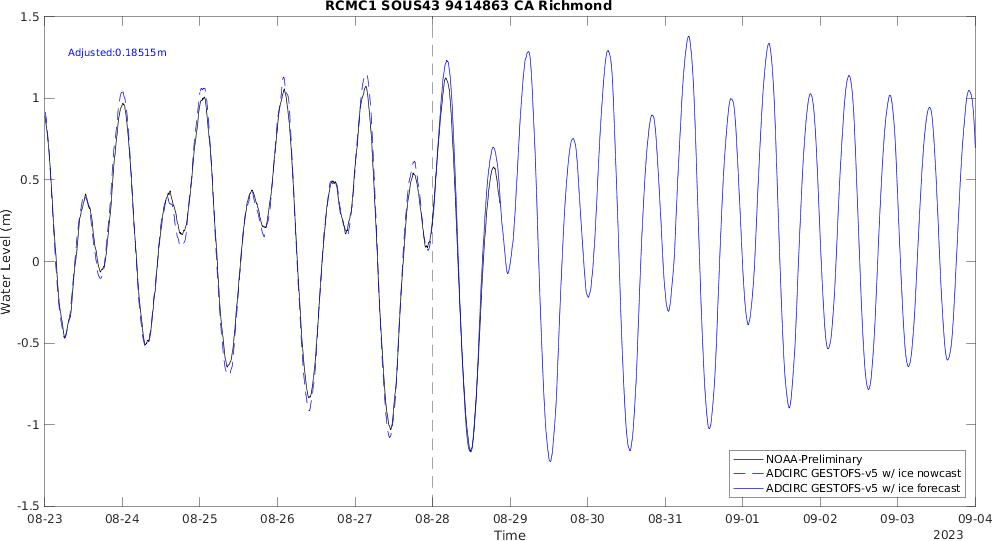 RCMC1 SOUS43 9414863 CA Richmond
Adjusted:0.18515m
Water Level (m)
1.5
1
0.5
0
-0.5
-1
-1.5
NOAA-Preliminary
ADCIRC GESTOFS-v5 w/ ice nowcast
ADCIRC GESTOFS-v5 w/ ice forecast
08-23 08-24 08-25 08-26 08-27 08-28 08-29 08-30 08-31 09-01 09-02 09-03 09-04
Time
2023